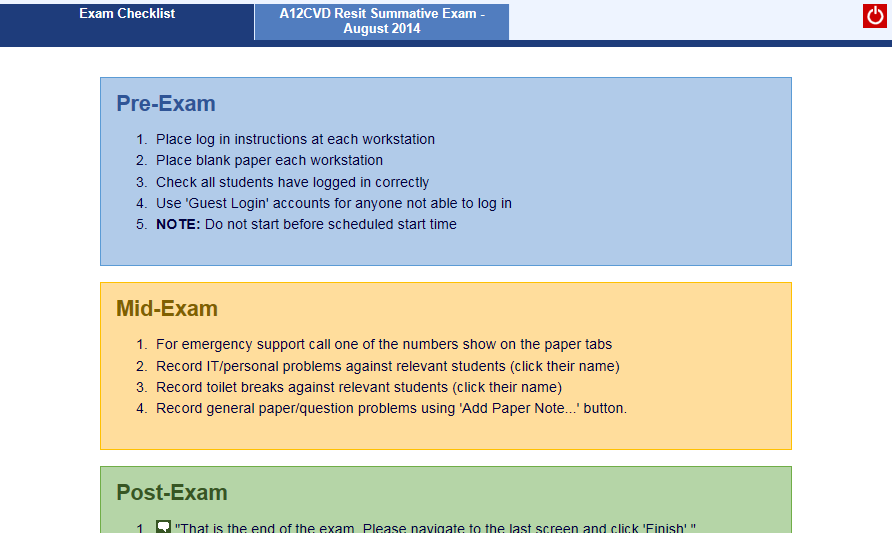 Exam Checklist
A12CVD Resit Summative Exam -
August 2014
Pre-Exam
1. Place log in instructions at each workstation
2. Place blank paper each workstation
3. Check all students have logged in correctly
4. Use 'Guest Login' accounts for anyone not able to log in
5. NOTE: Do not start before scheduled start time
Mid-Exam
1. For emergency support call one of the numbers show on the paper tabs
2. Record IT/personal problems against relevant students (click their name)
3. Record toilet breaks against relevant students (click their name)
4. Record general paper/question problems using 'Add Paper Note...' button.
Post-Exam
1. "That is the end of the exam. Please navigate to the last screen and click 'Finish'."